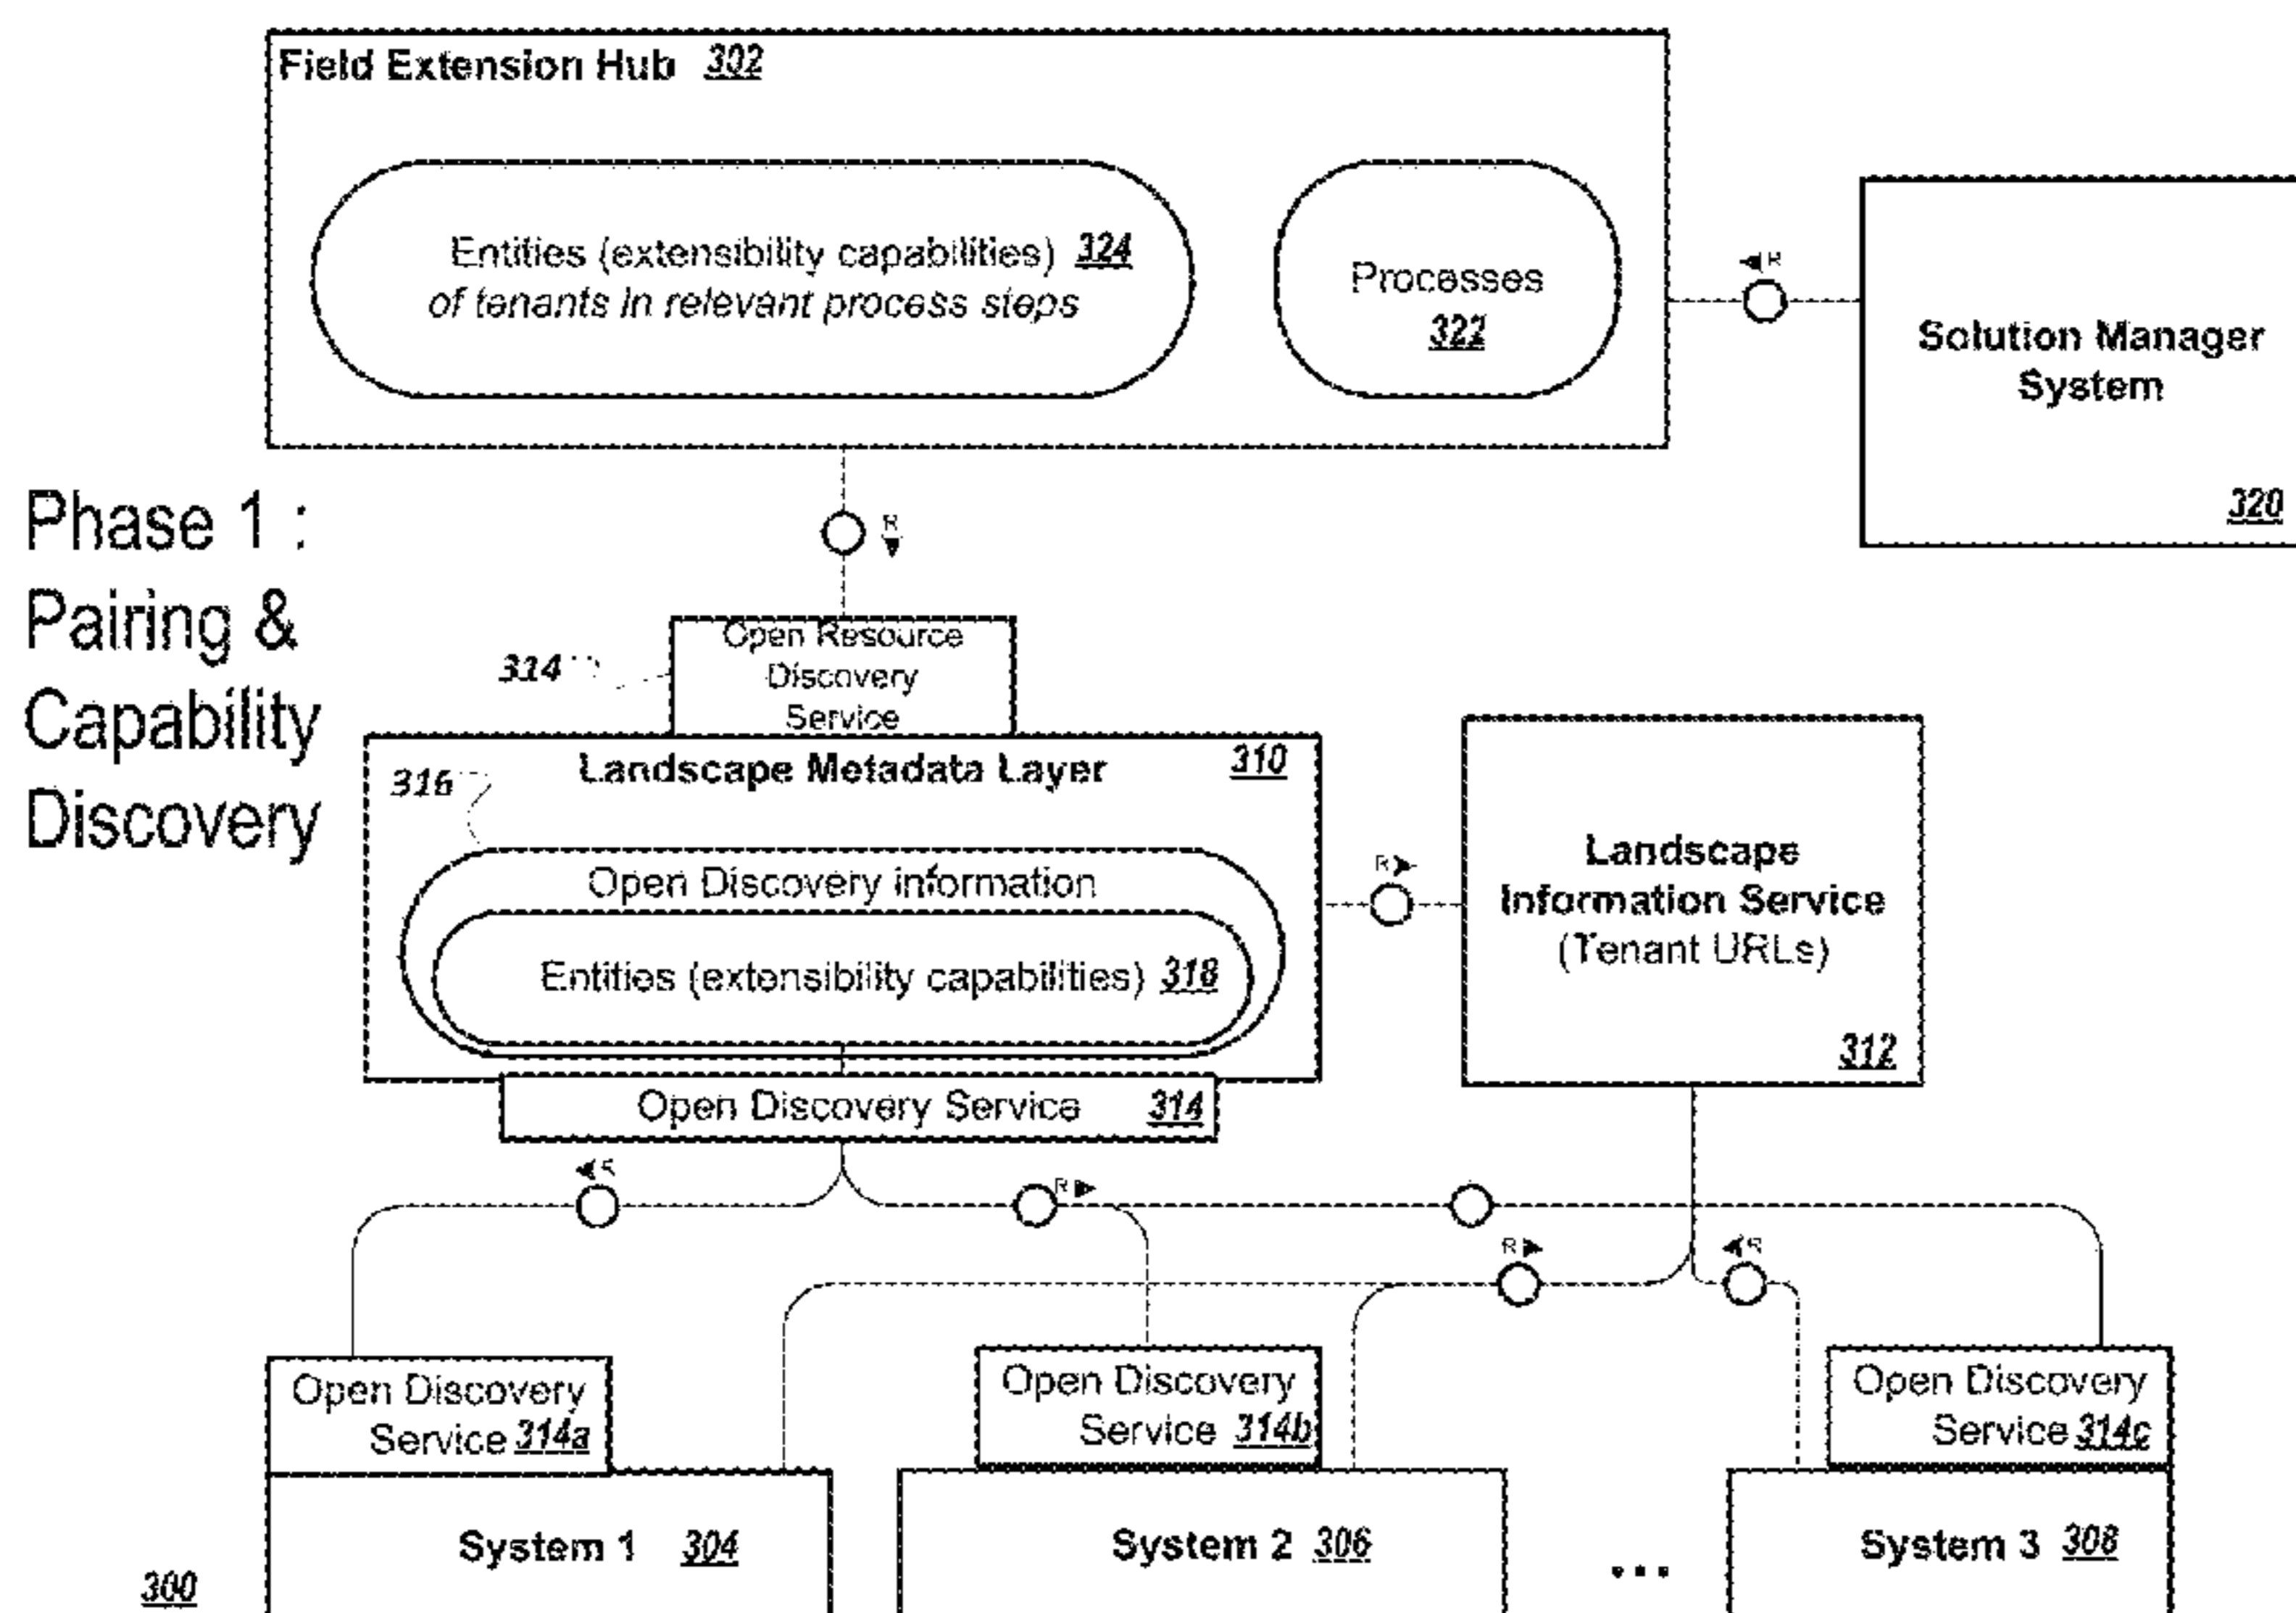 Field Extension Hub 302
Entities (extensibility capabilities) 324
of tenants in relevant process steps
Processes
322
R
Solution Manager
System
320
Phase 1 :
Pairing &
Capability
Discovery
R
314
Open Resource
Discovery
Service
Landscape Metadata Layer 310
316
Open Discovery information
Entities (extensibility capabilities) 318
R
Landscape
Information Service
(Tenant URLs)
312
Open Discovery Service 314
R
R
R
R
Open Discovery
Service 314a
Open Discovery
Service 314b
Open Discovery
Service 314c
System 1 304
System 2 306
...
System 3 308
300